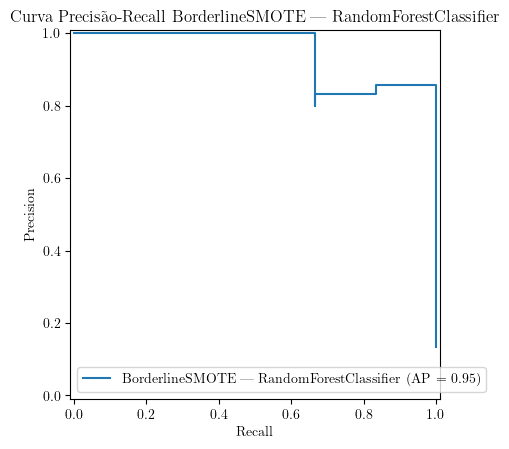 Curva Precisão-Recall BorderlineSMOTE — RandomForestClassifier
1.0
0.8
0.6
0.4
0.2
0.0
Precision
BorderlineSMOTE — RandomForestClassifier (AP = 0.95)
0.0 0.2 0.4 0.6 0.8 1.0
Recall